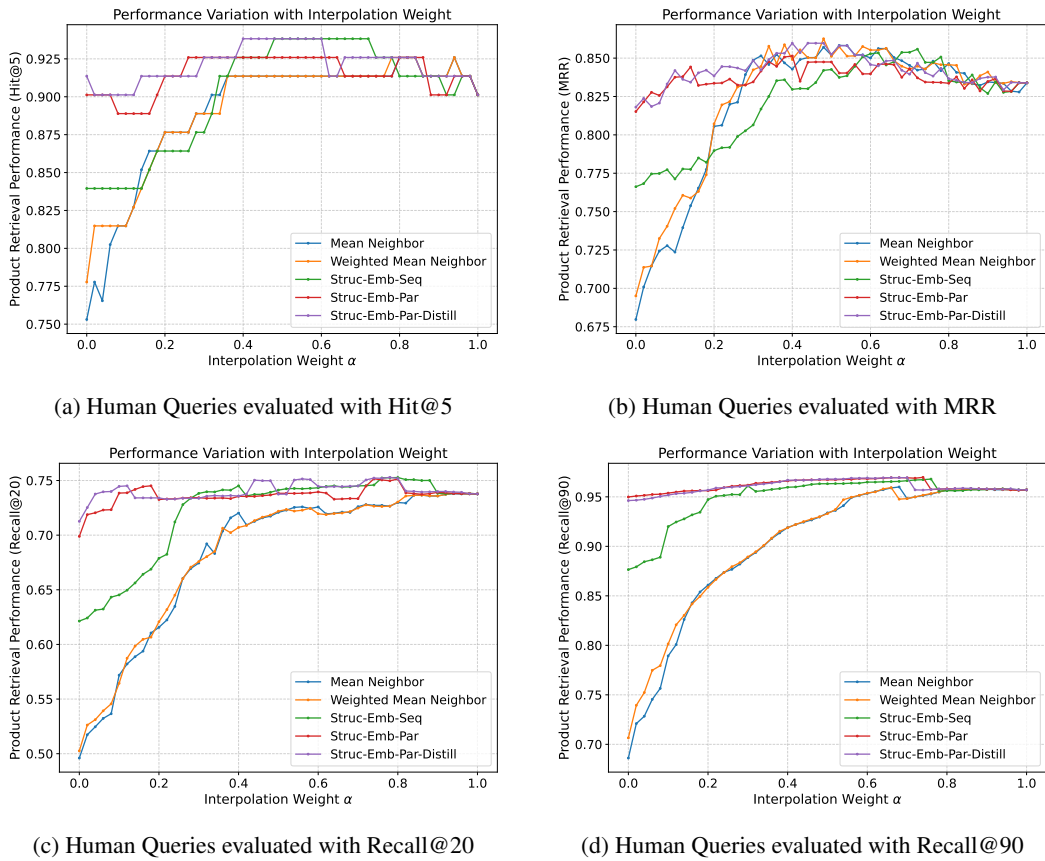 Performance Variation with Interpolation Weight
Product Retrieval Performance (Hit@5)
0.925
0.900
0.875
0.850
0.825
0.800
0.775
0.750
Mean Neighbor
Weighted Mean Neighbor
Struc-Emb-Seq
Struc-Emb-Par
Struc-Emb-Par-Distill
0.0 0.2 0.4 0.6 0.8 1.0
Interpolation Weight α
(a) Human Queries evaluated with Hit@5
Performance Variation with Interpolation Weight
Product Retrieval Performance (MRR)
0.850
0.825
0.800
0.775
0.750
0.725
0.700
0.675
Mean Neighbor
Weighted Mean Neighbor
Struc-Emb-Seq
Struc-Emb-Par
Struc-Emb-Par-Distill
0.0 0.2 0.4 0.6 0.8 1.0
Interpolation Weight α
(b) Human Queries evaluated with MRR
Performance Variation with Interpolation Weight
Product Retrieval Performance (Recall@20)
0.75
0.70
0.65
0.60
0.55
0.50
Mean Neighbor
Weighted Mean Neighbor
Struc-Emb-Seq
Struc-Emb-Par
Struc-Emb-Par-Distill
0.0 0.2 0.4 0.6 0.8 1.0
Interpolation Weight α
(c) Human Queries evaluated with Recall@20
Performance Variation with Interpolation Weight
Product Retrieval Performance (Recall@90)
0.95
0.90
0.85
0.80
0.75
0.70
Mean Neighbor
Weighted Mean Neighbor
Struc-Emb-Seq
Struc-Emb-Par
Struc-Emb-Par-Distill
0.0 0.2 0.4 0.6 0.8 1.0
Interpolation Weight α
(d) Human Queries evaluated with Recall@90